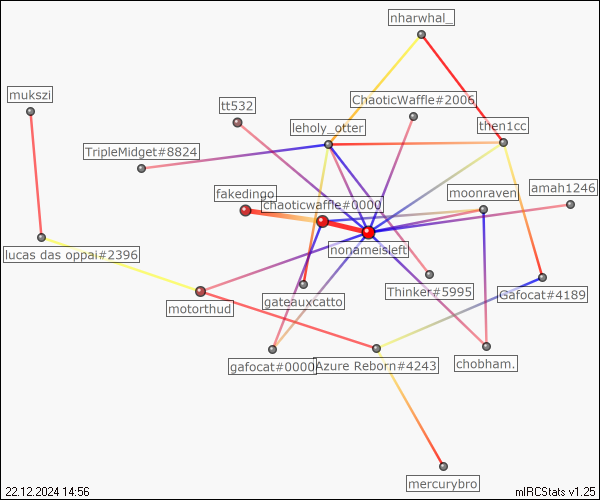 nharwhal_
mukszi
tt532
ChaoticWaffle#2006
leholy_otter
then1cc
TripleMidget#8824
fakedingo
moonraven
amah1246
chaoticwaffle#0000
nonameisleft
lucas das oppai#2396
motorthud
gateauxcatto
Thinker#5995
Gafocat#4189
gafocat#0000
Azure Reborn#4243
chobham.
mercurybro
22.12.2024 14:56
mIRCStats v1.25